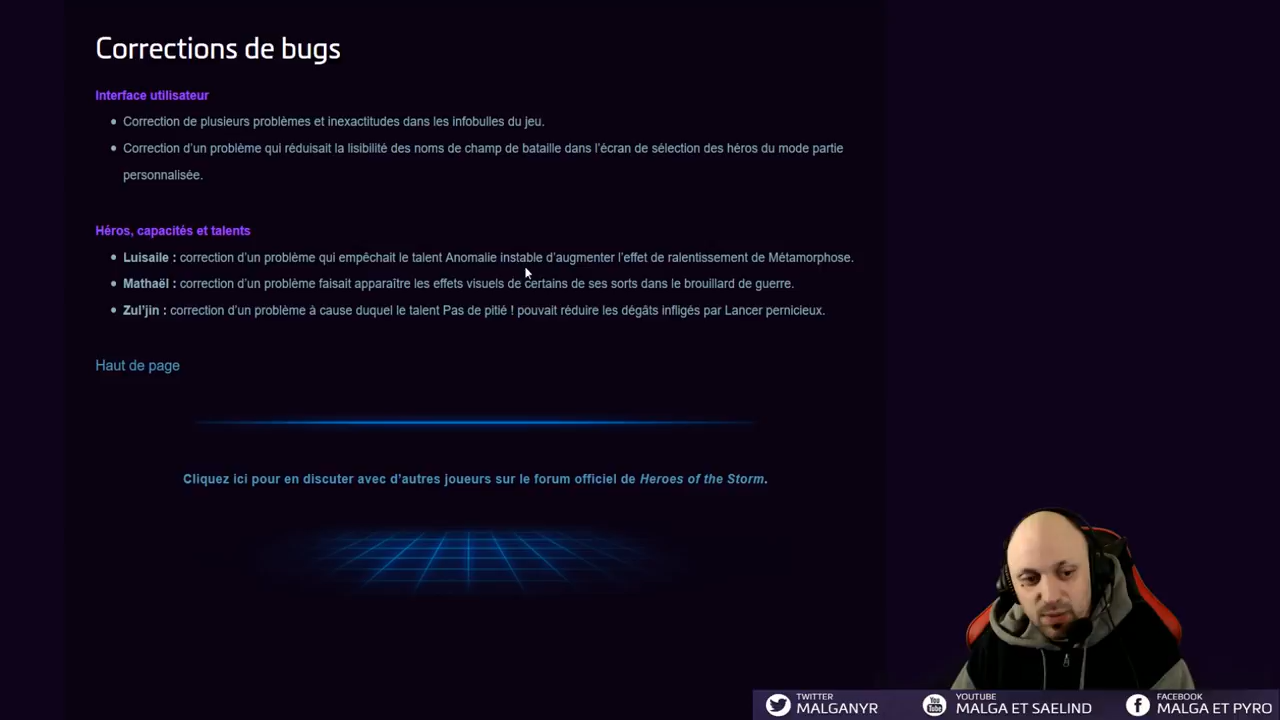 Corrections de bugs
Interface utilisateur
Correction de plusieurs problèmes et inexactitudes dans les infobulles du jeu.
Correction d'un problème qui réduisait la lisibilité des noms de champ de bataille dans l'écran de sélection des héros du mode partie
personnalisée.
Héros, capacités et talents
Luisaile : correction d'un problème qui empêchait le talent Anomalie instable d'augmenter l'effet de ralentissement de Métamorphose.
Mathaël : correction d'un problème faisait apparaître les effets visuels de certains de ses sorts dans le brouillard de guerre.
Zul'jin : correction d'un problème à cause duquel le talent Pas de pitié ! pouvait réduire les dégâts infligés par Lancer pernicieux.
Haut de page
Cliquez ici pour en discuter avec d'autres joueurs sur le forum officiel de Heroes of the Storm.
TWITTER
MALGANYR
You Tube
YOUTUBE
MALGA ET SAELIND
FACEBOOK
MALGA ET PYRO